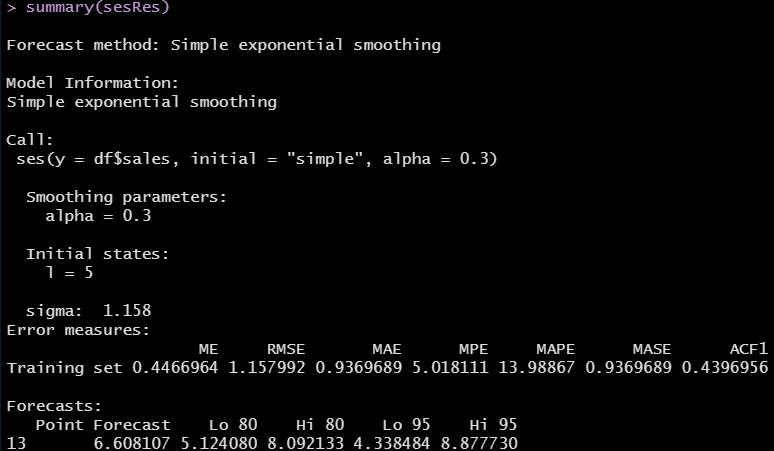 > summary(sesRes)
Forecast method: Simple exponential smoothing
Model Information:
Simple exponential smoothing
Call:
 ses(y = df$sales, initial = "simple", alpha = 0.3)
  Smoothing parameters:
    alpha = 0.3
  Initial states:
    l = 5
  sigma:  1.158
Error measures:
                    ME     RMSE       MAE      MPE     MAPE      MASE      ACF1
Training set 0.4466964 1.157992 0.9369689 5.018111 13.98867 0.9369689 0.4396956
Forecasts:
   Point Forecast    Lo 80    Hi 80    Lo 95    Hi 95
13       6.608107 5.124080 8.092133 4.338484 8.877730